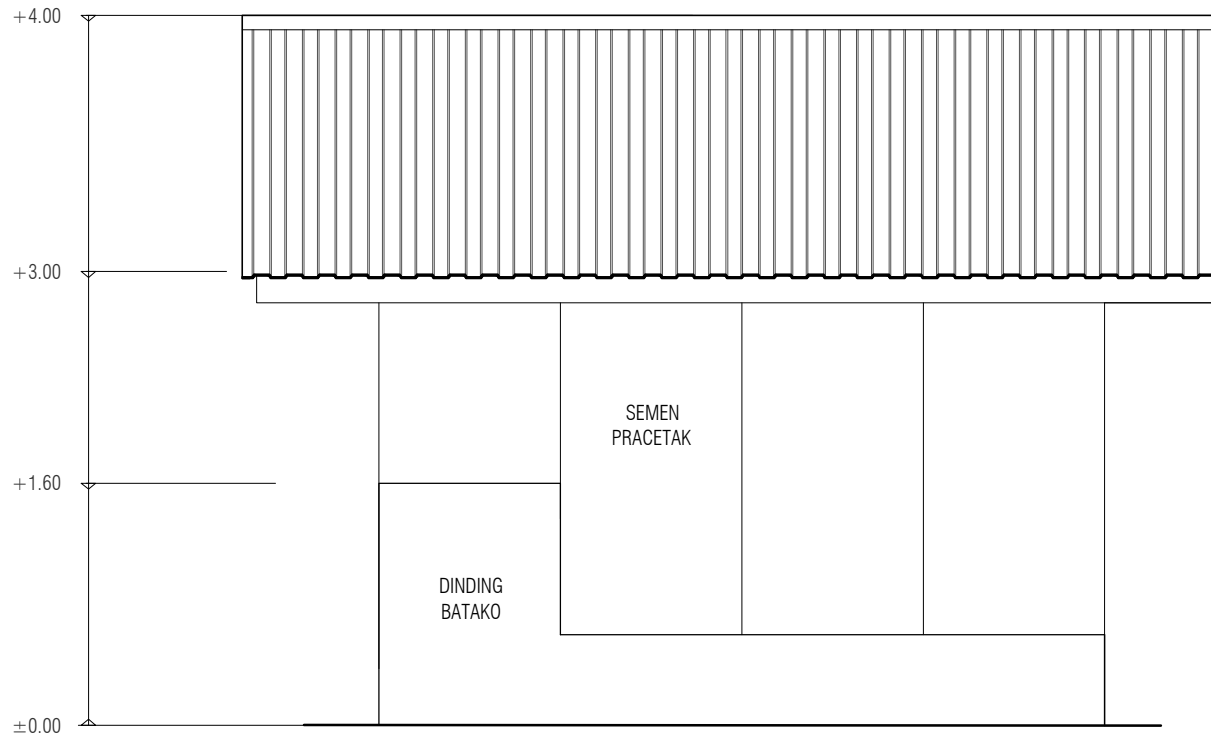 +4.00
+3.00
SEMEN
PRACETAK
+1.60
DINDING
BATAKO
±0.00